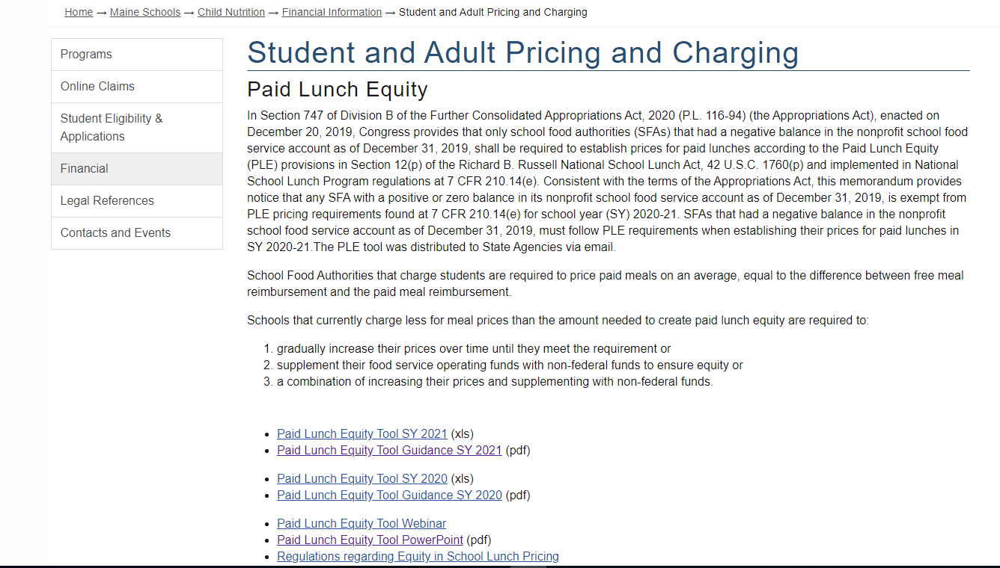 Home → Maine Schools → Child Nutrition → Financial Information → Student and Adult Pricing and Charging
Programs
Online Claims
Student Eligibility &
Applications
Financial
Legal References
Contacts and Events
Student and Adult Pricing and Charging
Paid Lunch Equity
In Section 747 of Division B of the Further Consolidated Appropriations Act, 2020 (P.L. 116-94) (the Appropriations Act), enacted on
December 20, 2019, Congress provides that only school food authorities (SFAs) that had a negative balance in the nonprofit school food
service account as of December 31, 2019, shall be required to establish prices for paid lunches according to the Paid Lunch Equity
(PLE) provisions in Section 12(p) of the Richard B. Russell National School Lunch Act, 42 U.S.C. 1760(p) and implemented in National
School Lunch Program regulations at 7 CFR 210.14(e). Consistent with the terms of the Appropriations Act, this memorandum provides
notice that any SFA with a positive or zero balance in its nonprofit school food service account as of December 31, 2019, is exempt from
PLE pricing requirements found at 7 CFR 210.14(e) for school year (SY) 2020-21. SFAs that had a negative balance in the nonprofit
school food service account as of December 31, 2019, must follow PLE requirements when establishing their prices for paid lunches in
SY 2020-21.The PLE tool was distributed to State Agencies via email.
School Food Authorities that charge students are required to price paid meals on an average, equal to the difference between free meal
reimbursement and the paid meal reimbursement.
Schools that currently charge less for meal prices than the amount needed to create paid lunch equity are required to:
1. gradually increase their prices over time until they meet the requirement or
2. supplement their food service operating funds with non-federal funds to ensure equity or
3. a combination of increasing their prices and supplementing with non-federal funds.
• Paid Lunch Equity Tool SY 2021 (xls)
• Paid Lunch Equity Tool Guidance SY 2021 (pdf)
• Paid Lunch Equity Tool SY 2020 (xls)
• Paid Lunch Equity Tool Guidance SY 2020 (pdf)
• Paid Lunch Equity Tool Webinar
• Paid Lunch Equity Tool PowerPoint (pdf)
• Regulations regarding Equity in School Lunch Pricing